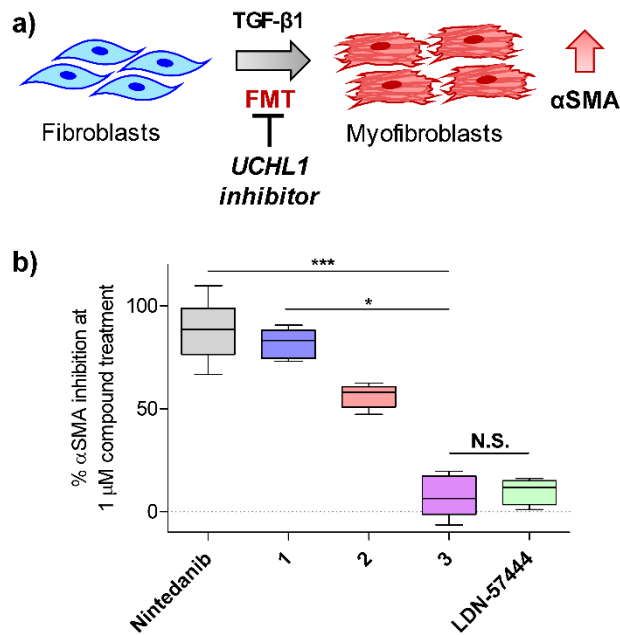 a)
TGF-β1
FMT
Fibroblasts
Myofibroblasts
αSMA
UCHL1
inhibitor
b)
% αSMA inhibition at
1 μM compound treatment
100
50
0
***
*
N.S.
Nintedanib
1
2
3
LDN-57444